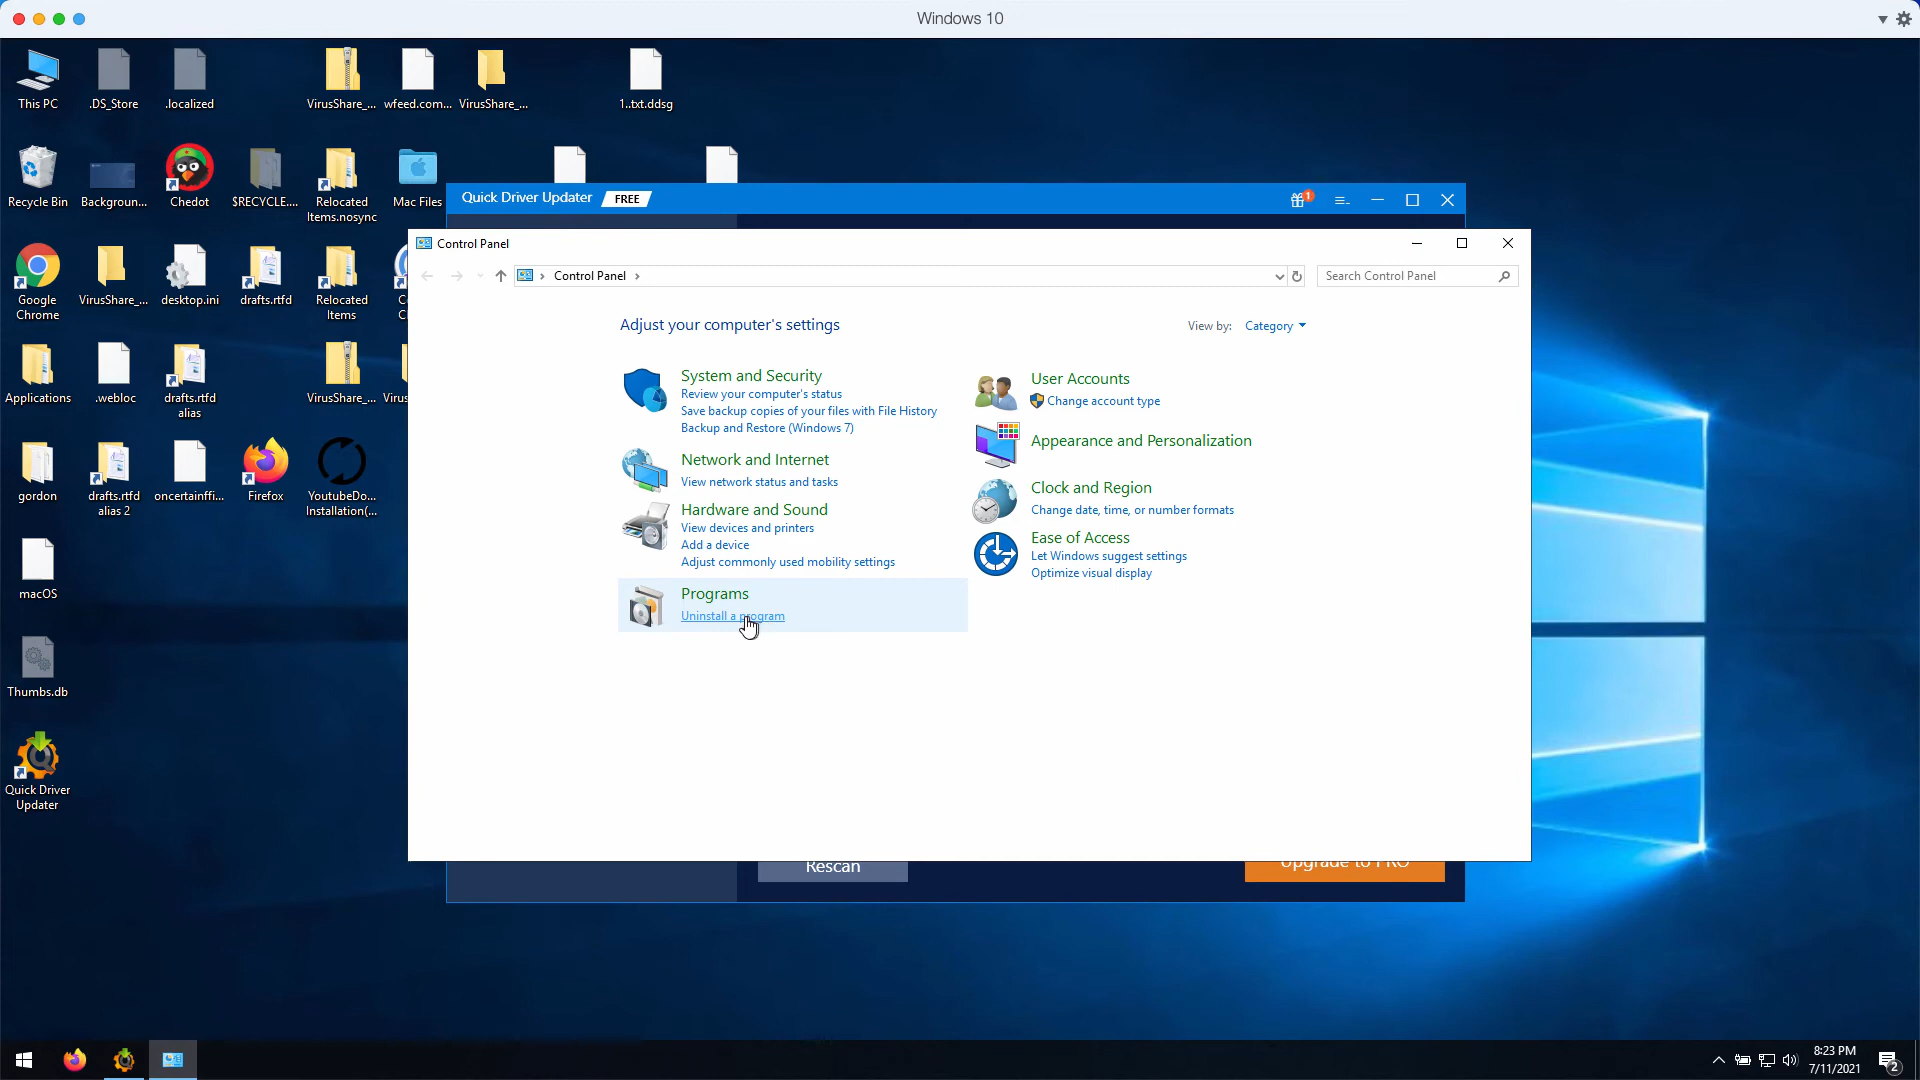 Windows 10
This PC
.DS_Store
.localized
VirusShare_...
wfeed.com...
VirusShare_...
1..txt.ddsg
Recycle Bin
Backgroun...
Chedot
$RECYCLE....
Relocated
Items.nosync
Mac Files
Google
Chrome
VirusShare_...
desktop.ini
drafts.rtfd
Relocated
Items
Applications
.webloc
drafts.rtfd
alias
VirusShare_...
gordon
drafts.rtfd
alias 2
oncertainffi...
Firefox
YoutubeDo...
Installation(...
macOS
Thumbs.db
Quick Driver
Updater
Quick Driver Updater
FREE
1
Control Panel
Control Panel
Search Control Panel
Adjust your computer's settings
View by:
Category
System and Security
Review your computer's status
Save backup copies of your files with File History
Backup and Restore (Windows 7)
Network and Internet
View network status and tasks
Hardware and Sound
View devices and printers
Add a device
Adjust commonly used mobility settings
Programs
Uninstall a program
User Accounts
Change account type
Appearance and Personalization
Clock and Region
Change date, time, or number formats
Ease of Access
Let Windows suggest settings
Optimize visual display
Rescan
Upgrade to PRO
8:23 PM
7/11/2021
2